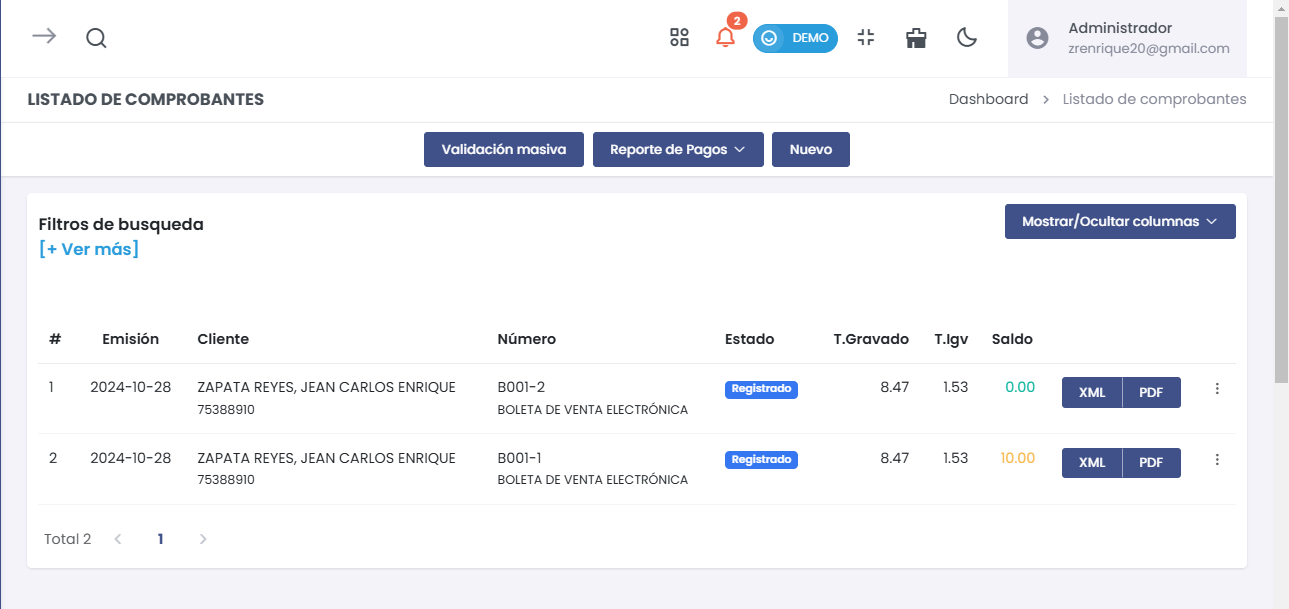 2
DEMO
Administrador
zrenrique20@gmail.com
LISTADO DE COMPROBANTES
Dashboard > Listado de comprobantes
Validación masiva Reporte de Pagos Nuevo
Filtros de busqueda
[+ Ver más]
Mostrar/Ocultar columnas
# Emisión Cliente Número Estado T.Gravado T.Igv Saldo
1 2024-10-28 ZAPATA REYES, JEAN CARLOS ENRIQUE B001-2 Registrado 8.47 1.53 0.00 XML PDF
75388910 BOLETA DE VENTA ELECTRÓNICA
2 2024-10-28 ZAPATA REYES, JEAN CARLOS ENRIQUE B001-1 Registrado 8.47 1.53 10.00 XML PDF
75388910 BOLETA DE VENTA ELECTRÓNICA
Total 2 < 1 >